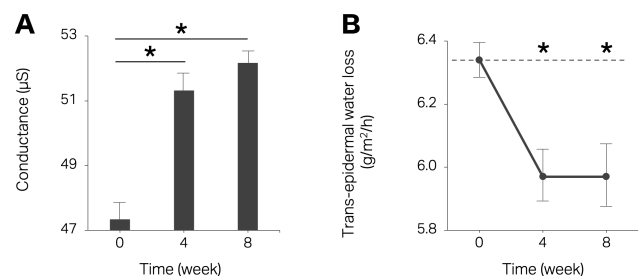 A
Conductance (µS)
53
51
49
47
*
*
0 4 8
Time (week)
B
Trans-epidermal water loss
(g/m²/h)
6.4
6.2
6.0
5.8
* *
0 4 8
Time (week)